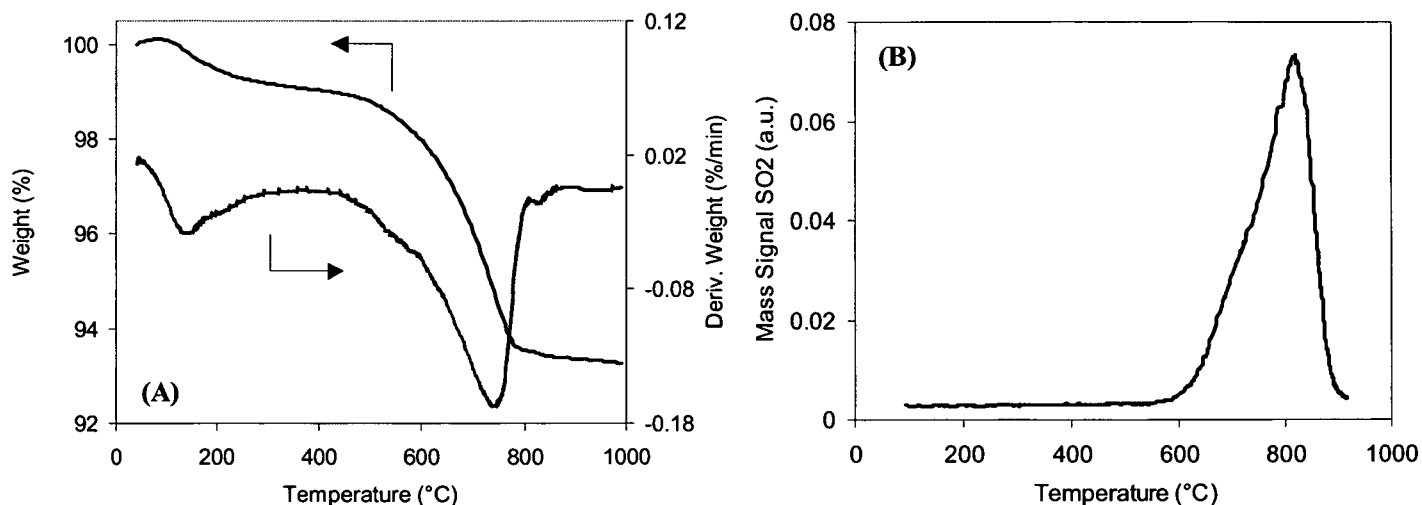 100
98
96
94
92
Weight (%)
0.12
0.02
-0.08
-0.18
Deriv. Weight (%/min)
(A)
0 200 400 600 800 1000
Temperature (°C)
0.08
0.06
0.04
0.02
0
Mass Signal SO2 (a.u.)
(B)
0 200 400 600 800 1000
Temperature (°C)